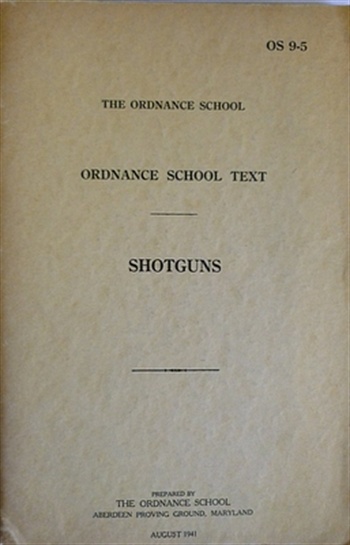 OS 9-5
THE ORDNANCE SCHOOL
ORDNANCE SCHOOL TEXT
SHOTGUNS
PREPARED BY
THE ORDNANCE SCHOOL
ABERDEEN PROVING GROUND, MARYLAND
AUGUST 1941